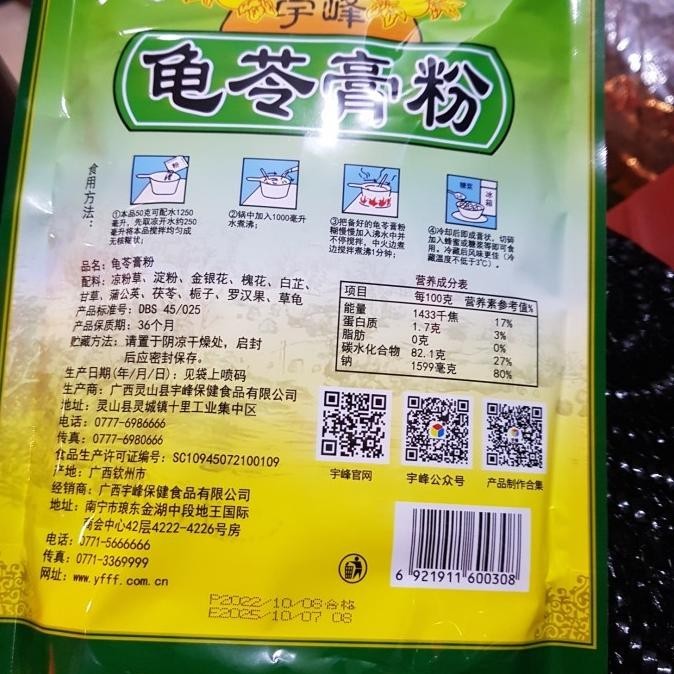 宇峰
龟苓膏粉
食用方法：
粉
糖浆
冰箱
①本品50克可配水1250
毫升，先取凉开水约250
毫升将本品搅拌均匀成
无核糊状；
②锅中加入1000毫升
水煮沸；
③把备好的龟苓膏粉
糊慢慢加入沸水中并
不停搅拌，中火边煮
边搅拌煮沸1分钟；
④冷却后即成膏状，切碎
加入蜂蜜或糖浆等即可食
用。冷藏后风味更佳（冷
藏温度不低于3℃）。
品名：龟苓膏粉
配料：凉粉草、淀粉、金银花、槐花、白芷、
甘草、蒲公英、茯苓、栀子、罗汉果、草龟
产品标准号：DBS 45/025
产品保质期：36个月
贮藏方法：请置于阴凉干燥处，启封
后应密封保存。
生产日期(年/月/日)：见袋上喷码
生产商：广西灵山县宇峰保健食品有限公司
地址：灵山县灵城镇十里工业集中区
电话：0777-6986666
传真：0777-6980666
食品生产许可证编号：SC10945072100109
产地：广西钦州市
经销商：广西宇峰保健食品有限公司
地址：南宁市琅东金湖中段地王国际
商会中心42层4222-4226号房
电话：0771-5666666
传真：0771-3369999
网址：www.yfff.com.cn
营养成分表
项目 每100克 营养素参考值%
能量 1433千焦 17%
蛋白质 1.7克 3%
脂肪 0克 0%
碳水化合物 82.1克 27%
钠 1599毫克 80%
宇峰官网
宇峰公众号
产品制作合集
6 921911 600308
P2022/10/08合格
E2025/10/07 08